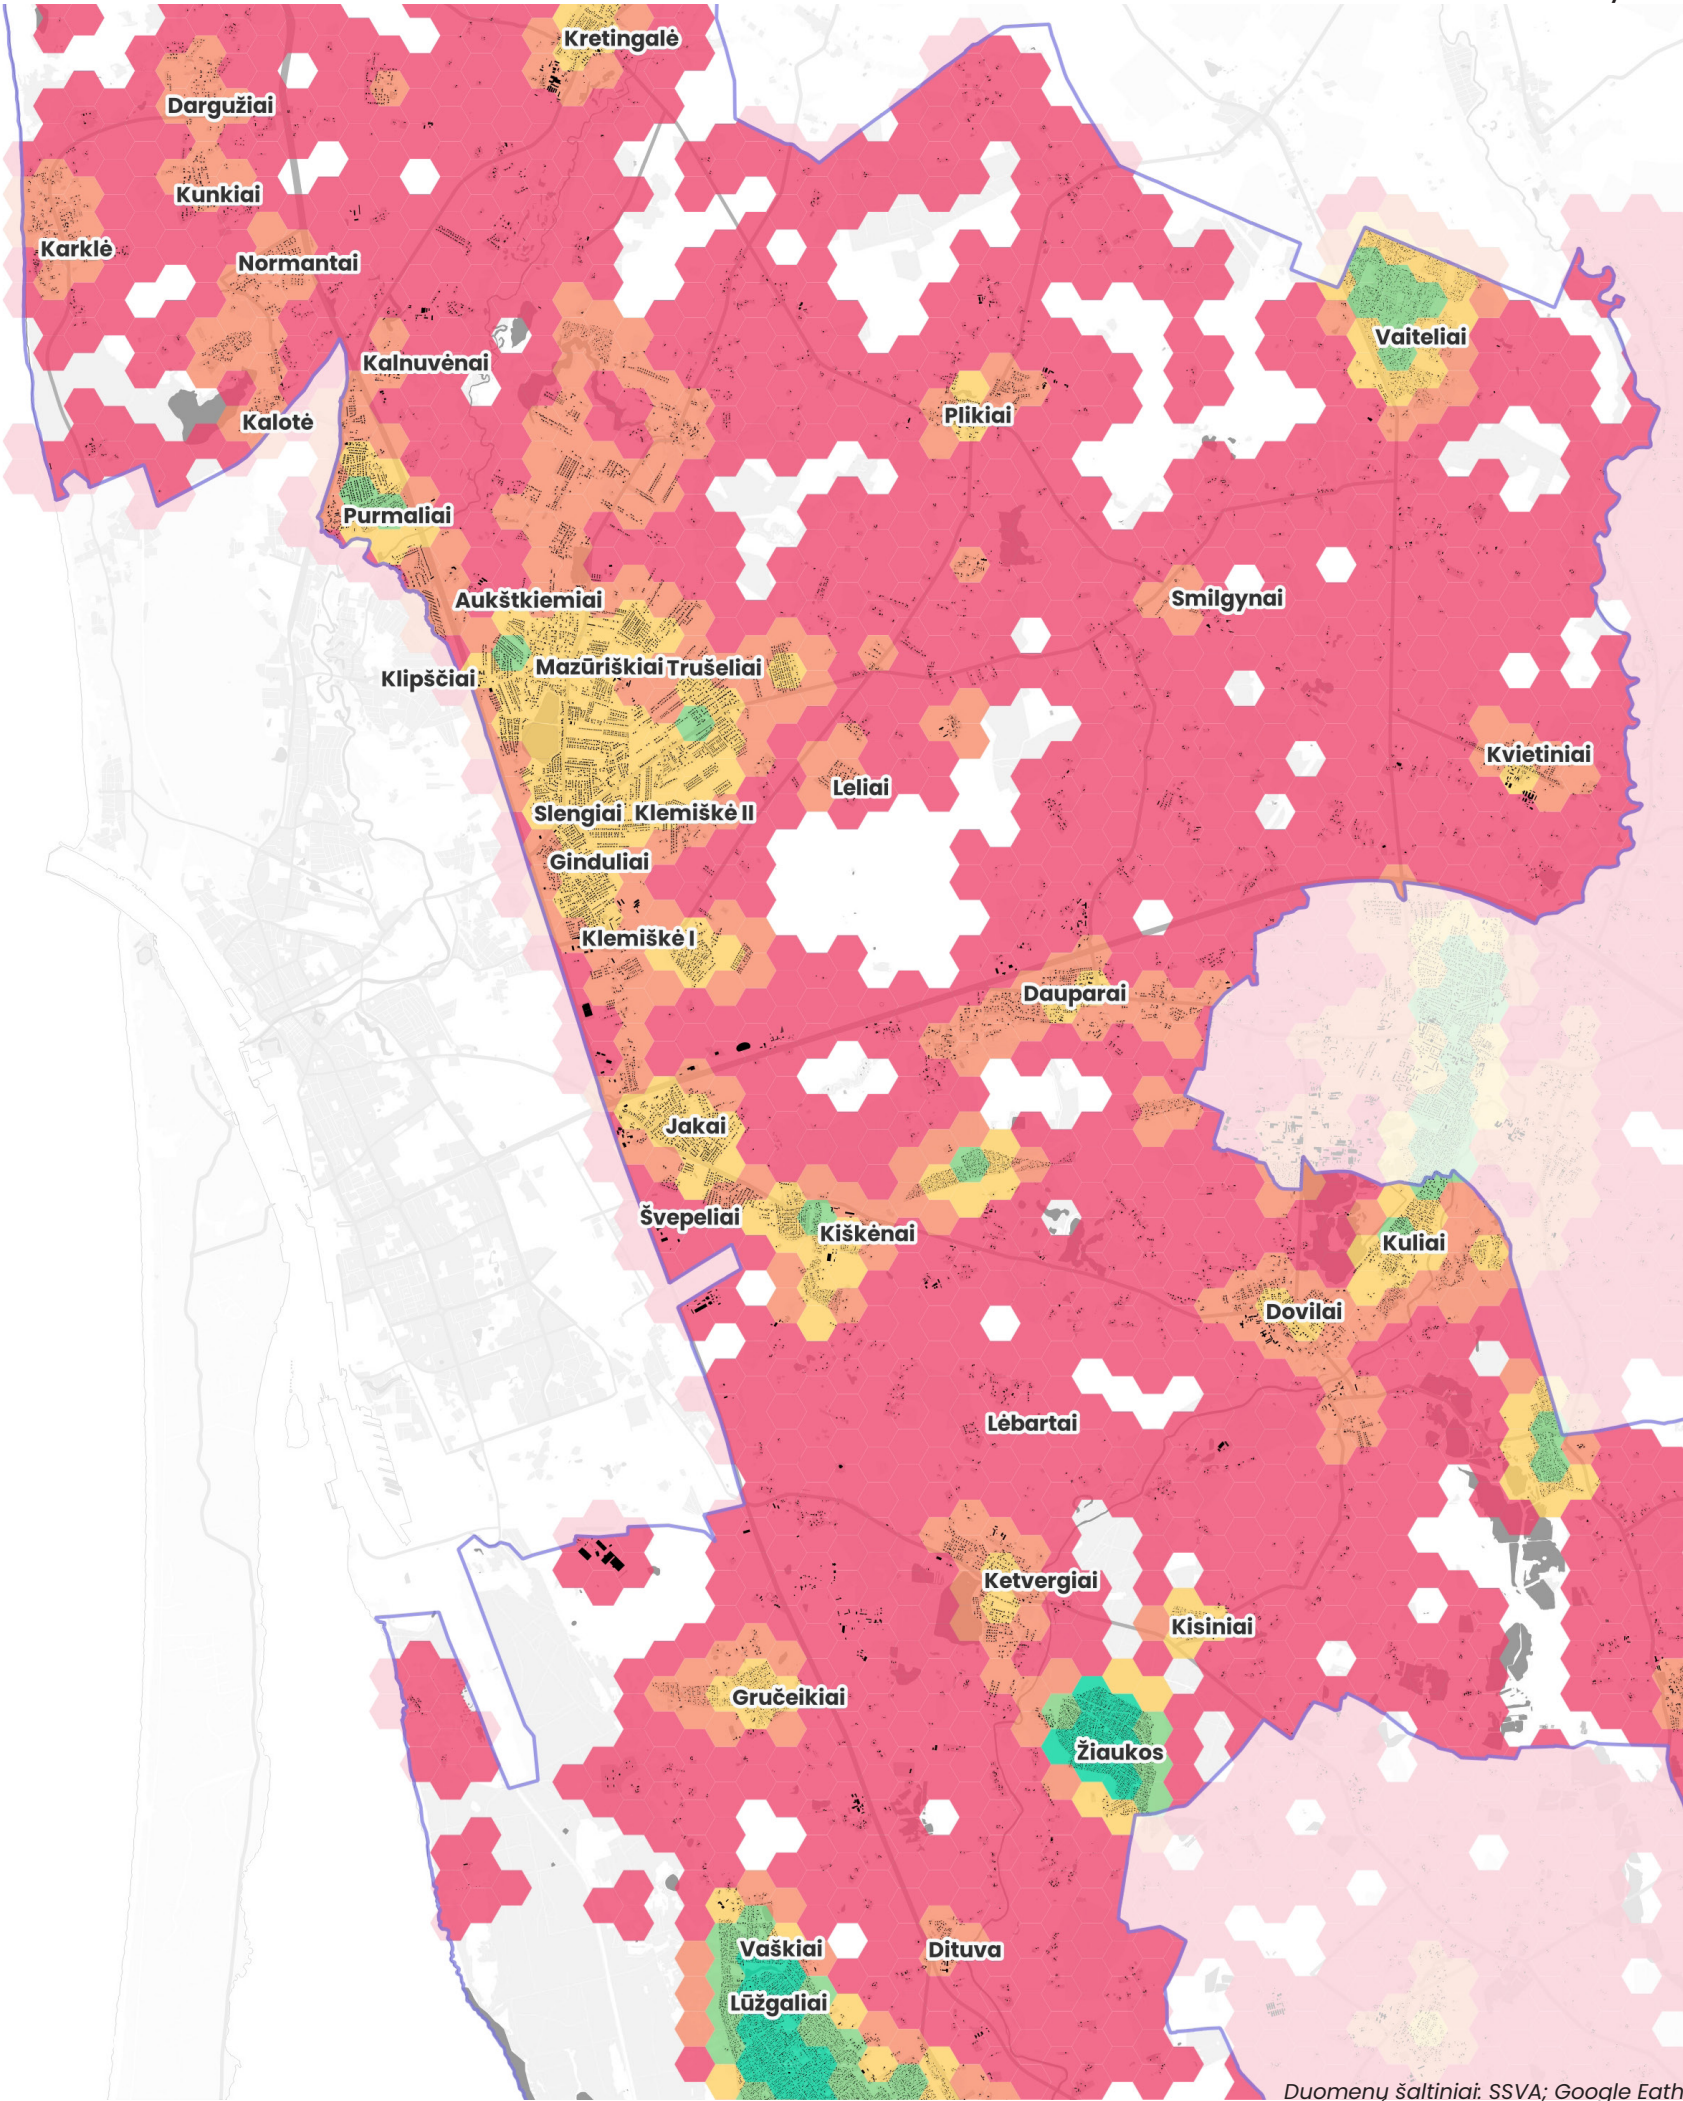 Kretingalė
Dargužiai
Kunkiai
Karklė
Normantai
Vaiteliai
Kalnuvėnai
Plikiai
Kalotė
Purmaliai
Smilgynai
Aukštkiemiai
Mazūriškiai
Trušeliai
Klipščiai
Kvietiniai
Leliai
Slengiai
Klemiškė II
Ginduliai
Klemiškė I
Dauparai
Jakai
Švepeliai
Kiškėnai
Kuliai
Dovilai
Lėbartai
Ketvergiai
Kisiniai
Gručeikiai
Žiaukos
Vaškiai
Dituva
Lūžgaliai
Duomenų šaltiniai: SSVA; Google Eath